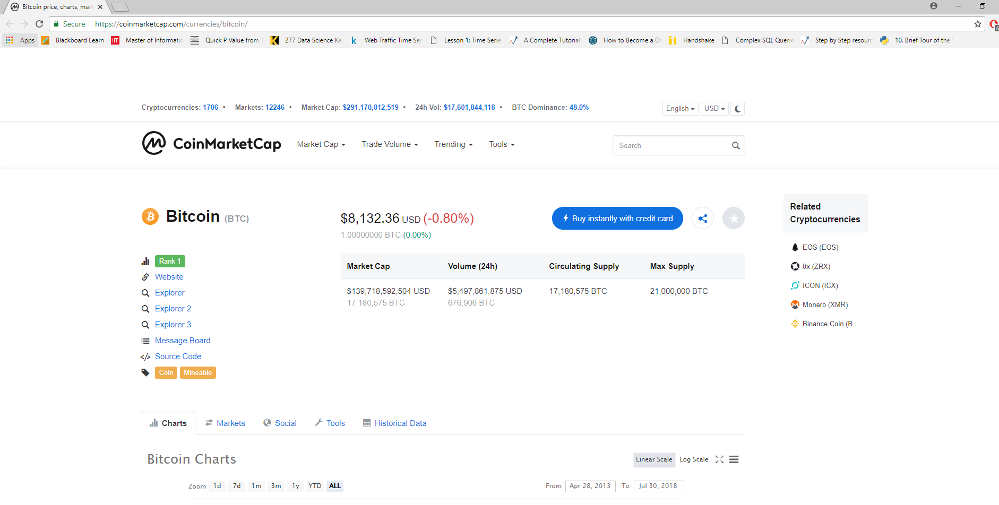 Bitcoin price, charts, mar
Secure https://coinmarketcap.com/currencies/bitcoin/
Apps Blackboard Learn Master of Informatic Quick P Value from T 277 Data Science Ke Web Traffic Time Ser Lesson 1: Time Serie A Complete Tutorial How to Become a Da Handshake Complex SQL Querie Step by Step resourc 10. Brief Tour of the
Cryptocurrencies: 1706 • Markets: 12246 • Market Cap: $291,170,812,519 • 24h Vol: $17,601,844,118 • BTC Dominance: 48.0%
English USD
CoinMarketCap Market Cap Trade Volume Trending Tools Search
Bitcoin (BTC)
$8,132.36 USD (-0.80%)
1.00000000 BTC (0.00%)
Buy instantly with credit card
Related
Cryptocurrencies
EOS (EOS)
0x (ZRX)
ICON (ICX)
Monero (XMR)
Binance Coin (B...
Rank 1
Website
Explorer
Explorer 2
Explorer 3
Message Board
Source Code
Coin Mineable
Market Cap Volume (24h) Circulating Supply Max Supply
$139,718,592,504 USD $5,497,861,875 USD 17,180,575 BTC 21,000,000 BTC
17,180,575 BTC 676,906 BTC
Charts Markets Social Tools Historical Data
Bitcoin Charts
Linear Scale Log Scale
Zoom 1d 7d 1m 3m 1y YTD ALL From Apr 28, 2013 To Jul 30, 2018